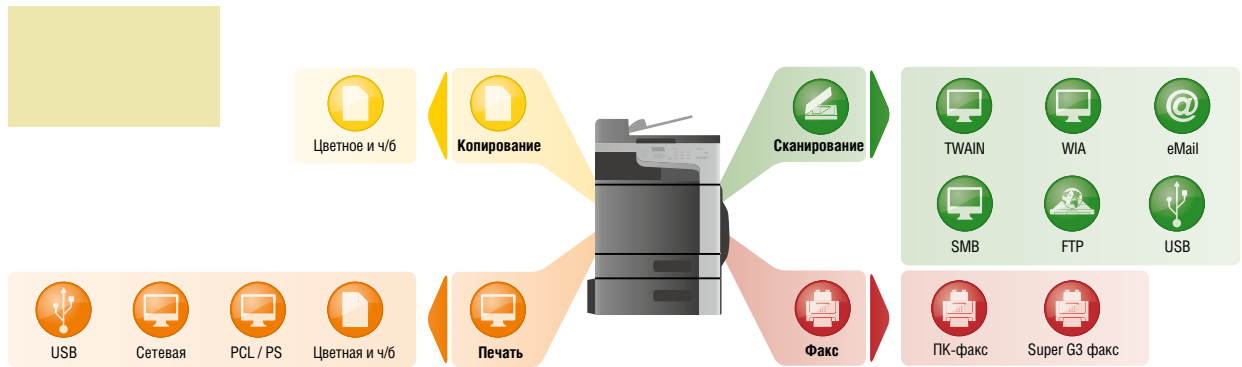 Цветное и ч/б
Копирование
Сканирование
TWAIN
WIA
eMail
SMB
FTP
USB
USB
Сетевая
PCL / PS
Цветная и ч/б
Печать
Факс
ПК-факс
Super G3 факс